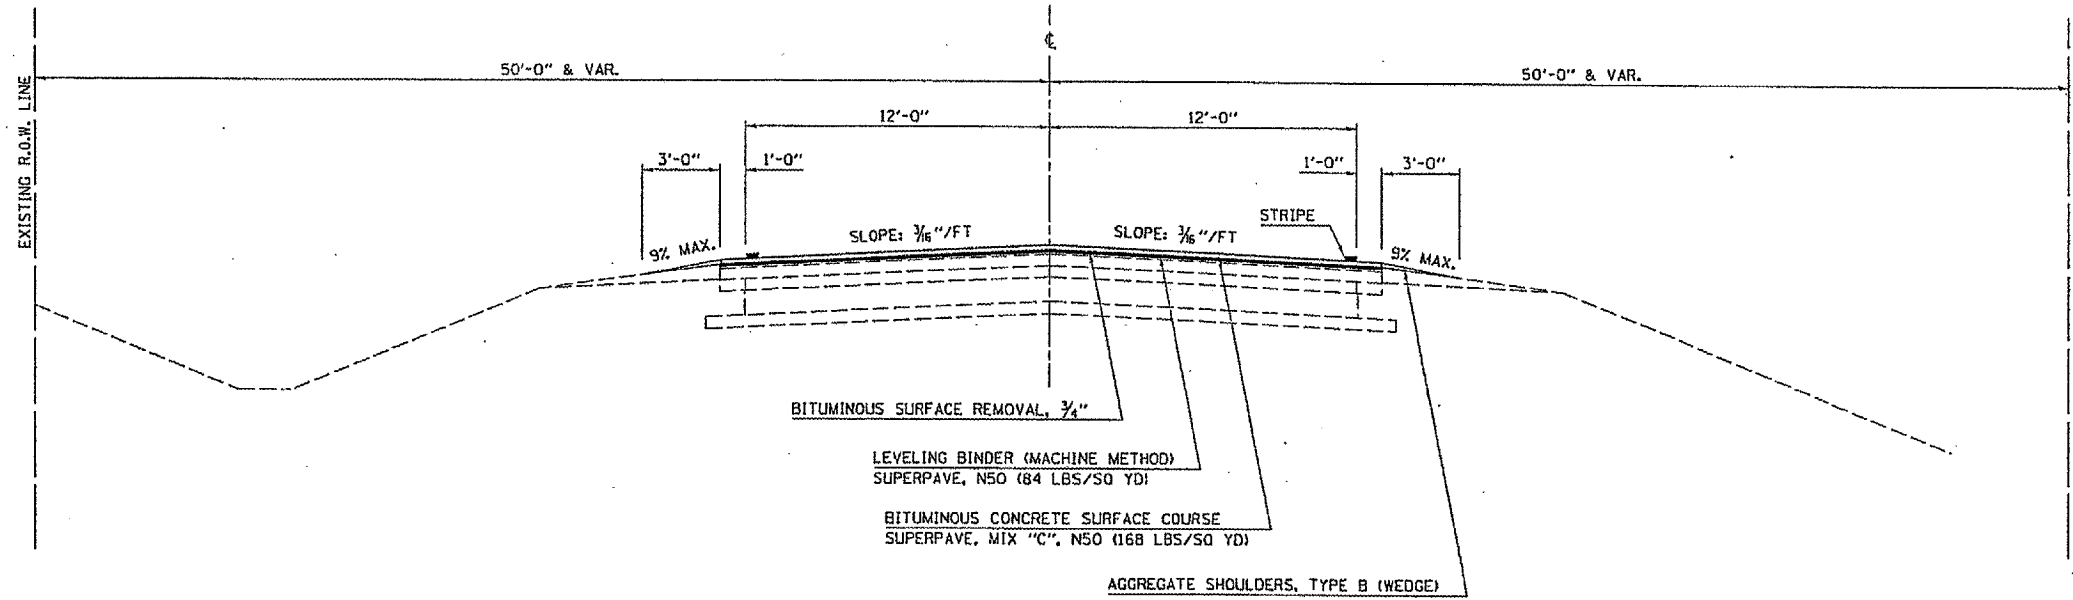 ℄
50'-0" & VAR.
50'-0" & VAR.
EXISTING R.O.W. LINE
12'-0"
12'-0"
3'-0"
1'-0"
1'-0"
3'-0"
STRIPE
9% MAX.
SLOPE: 3/16"/FT
SLOPE: 3/16"/FT
9% MAX.
BITUMINOUS SURFACE REMOVAL, 3/4"
LEVELING BINDER (MACHINE METHOD)
SUPERPAVE, N50 (84 LBS/SQ YD)
BITUMINOUS CONCRETE SURFACE COURSE
SUPERPAVE, MIX "C", N50 (168 LBS/SQ YD)
AGGREGATE SHOULDERS, TYPE B (WEDGE)